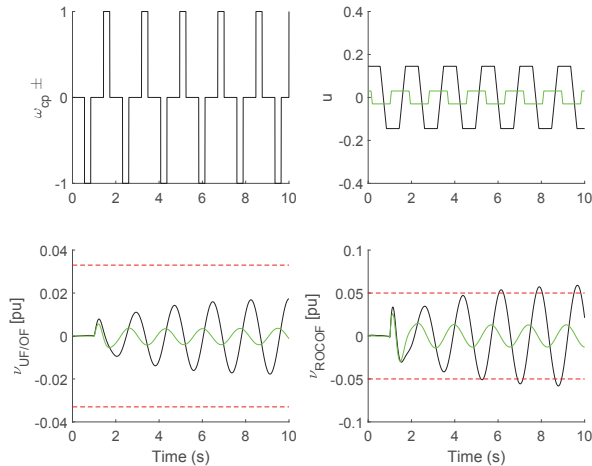 1
0
-1
ω_cp ±
0 2 4 6 8 10
0.4
0.2
0
-0.2
-0.4
u
0 2 4 6 8 10
0.04
0.02
0
-0.02
-0.04
ν_UF/OF [pu]
0 2 4 6 8 10
Time (s)
0.1
0.05
0
-0.05
-0.1
ν_ROCOF [pu]
0 2 4 6 8 10
Time (s)